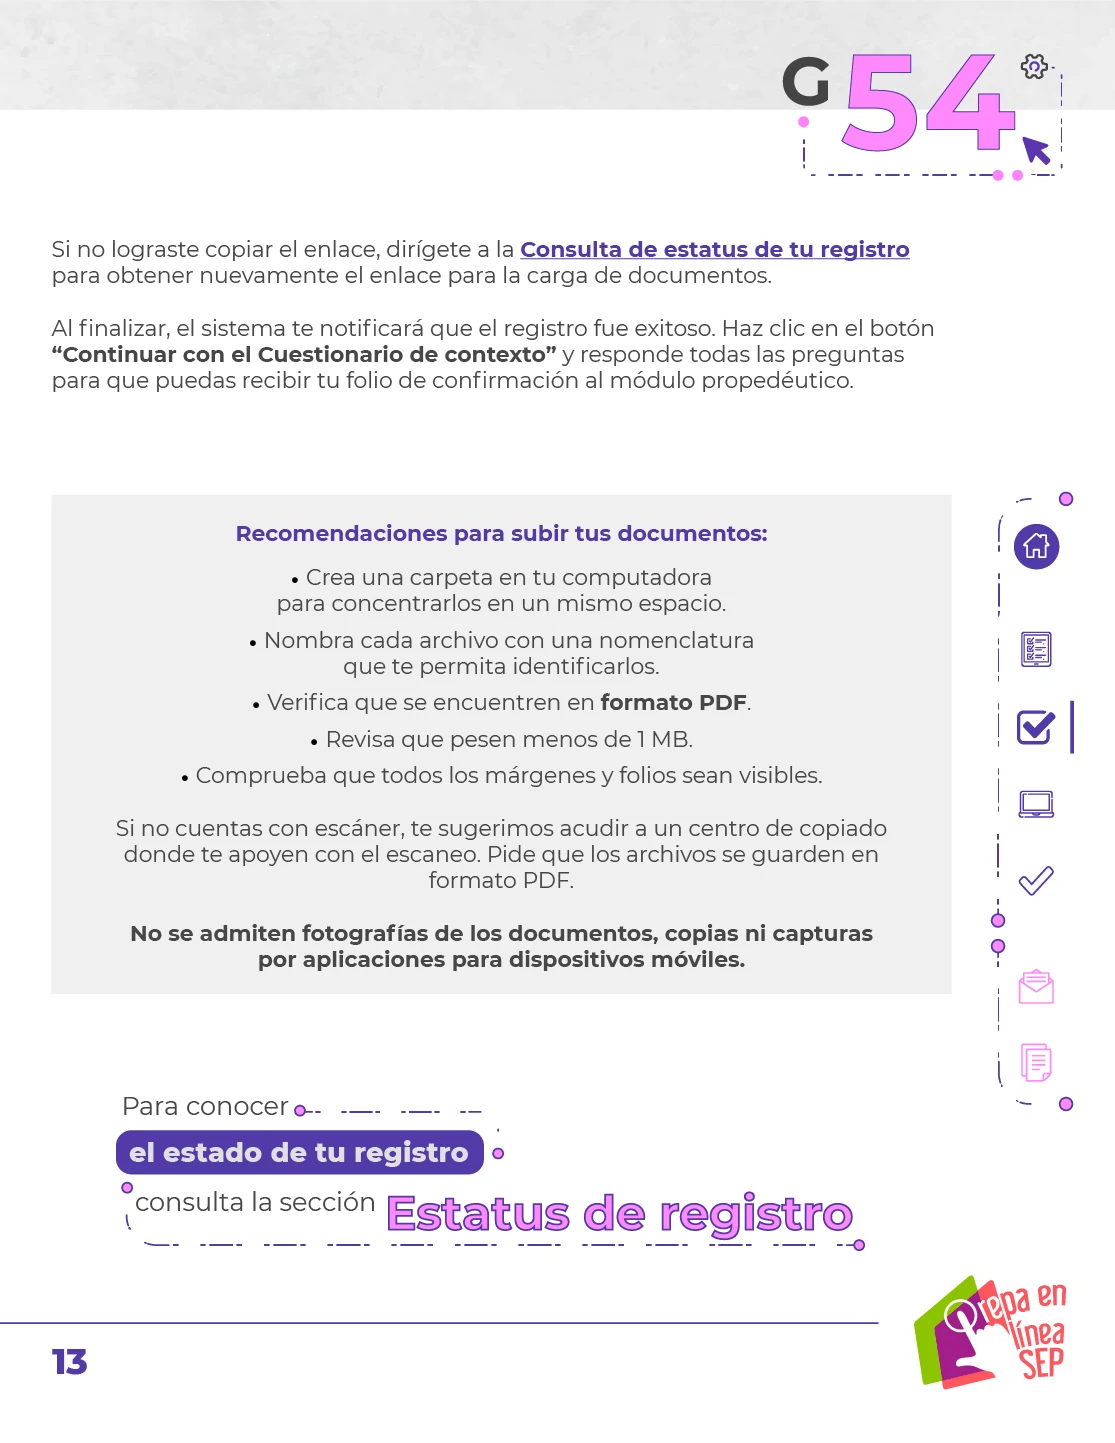 G 54
Si no lograste copiar el enlace, dirígete a la Consulta de estatus de tu registro
para obtener nuevamente el enlace para la carga de documentos.
Al finalizar, el sistema te notificará que el registro fue exitoso. Haz clic en el botón
“Continuar con el Cuestionario de contexto” y responde todas las preguntas
para que puedas recibir tu folio de confirmación al módulo propedéutico.
Recomendaciones para subir tus documentos:
• Crea una carpeta en tu computadora
para concentrarlos en un mismo espacio.
• Nombra cada archivo con una nomenclatura
que te permita identificarlos.
• Verifica que se encuentren en formato PDF.
• Revisa que pesen menos de 1 MB.
• Comprueba que todos los márgenes y folios sean visibles.
Si no cuentas con escáner, te sugerimos acudir a un centro de copiado
donde te apoyen con el escaneo. Pide que los archivos se guarden en
formato PDF.
No se admiten fotografías de los documentos, copias ni capturas
por aplicaciones para dispositivos móviles.
Para conocer
el estado de tu registro
consulta la sección Estatus de registro
Prepa en
línea
SEP
13